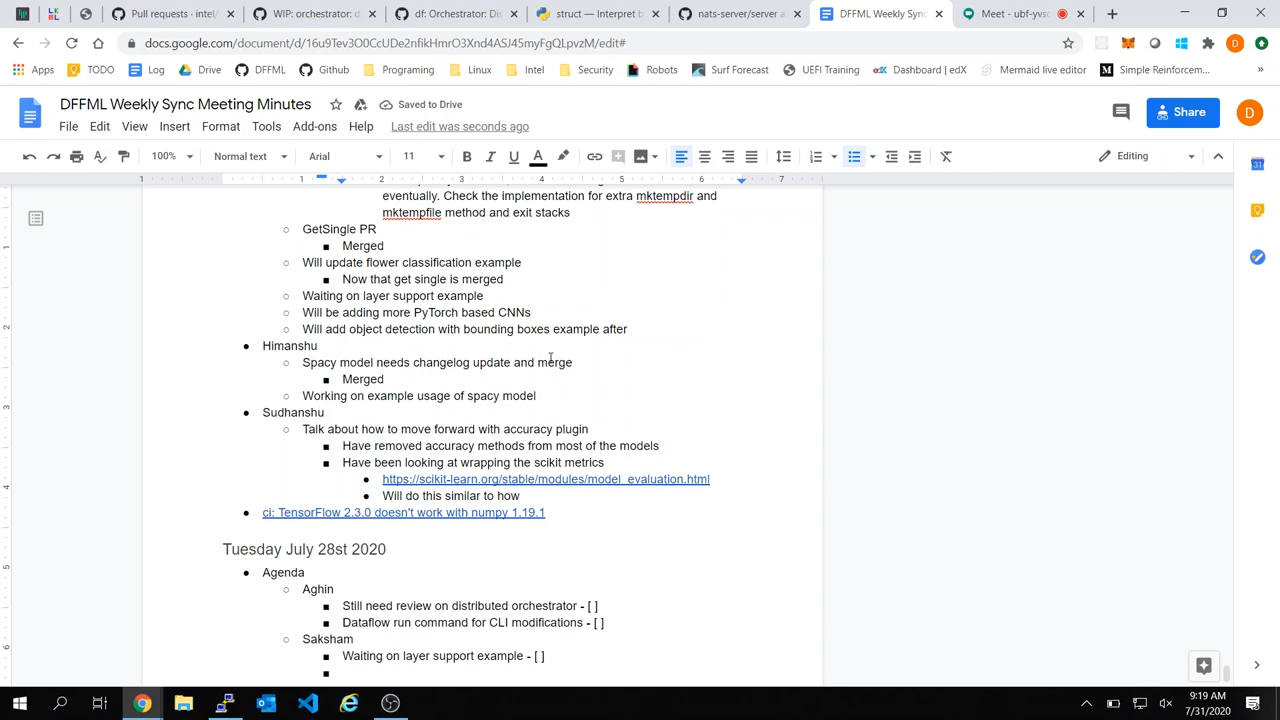 Pull requests · intel/
WIP: orchestrator: d
df: Orchestrator: Dis
struct — Interpret b
nats-server/server a
DFFML Weekly Sync
Meet - ubf-yvsc
docs.google.com/document/d/16u9Tev3O0CcUDe2nfikHmrO3Xnd4ASJ45myFgQLpvzM/edit#
Apps
TODO
Log
Drive
DFFML
Github
Programing
Linux
Intel
Security
Robots
Surf Forecast
UEFI Training
Dashboard | edX
Mermaid live editor
Simple Reinforcem...
DFFML Weekly Sync Meeting Minutes
Saved to Drive
File Edit View Insert Format Tools Add-ons Help Last edit was seconds ago
Share
D
100% Normal text Arial 11 B I U A Editing
1 1 2 3 4 5 6 7
eventually. Check the implementation for extra mktempdir and
mktempfile method and exit stacks
○ GetSingle PR
■ Merged
○ Will update flower classification example
■ Now that get single is merged
○ Waiting on layer support example
○ Will be adding more PyTorch based CNNs
○ Will add object detection with bounding boxes example after
● Himanshu
○ Spacy model needs changelog update and merge
■ Merged
○ Working on example usage of spacy model
● Sudhanshu
○ Talk about how to move forward with accuracy plugin
■ Have removed accuracy methods from most of the models
■ Have been looking at wrapping the scikit metrics
● https://scikit-learn.org/stable/modules/model_evaluation.html
● Will do this similar to how
● ci: TensorFlow 2.3.0 doesn't work with numpy 1.19.1
Tuesday July 28st 2020
● Agenda
○ Aghin
■ Still need review on distributed orchestrator - [ ]
■ Dataflow run command for CLI modifications - [ ]
○ Saksham
■ Waiting on layer support example - [ ]
■
9:19 AM
7/31/2020